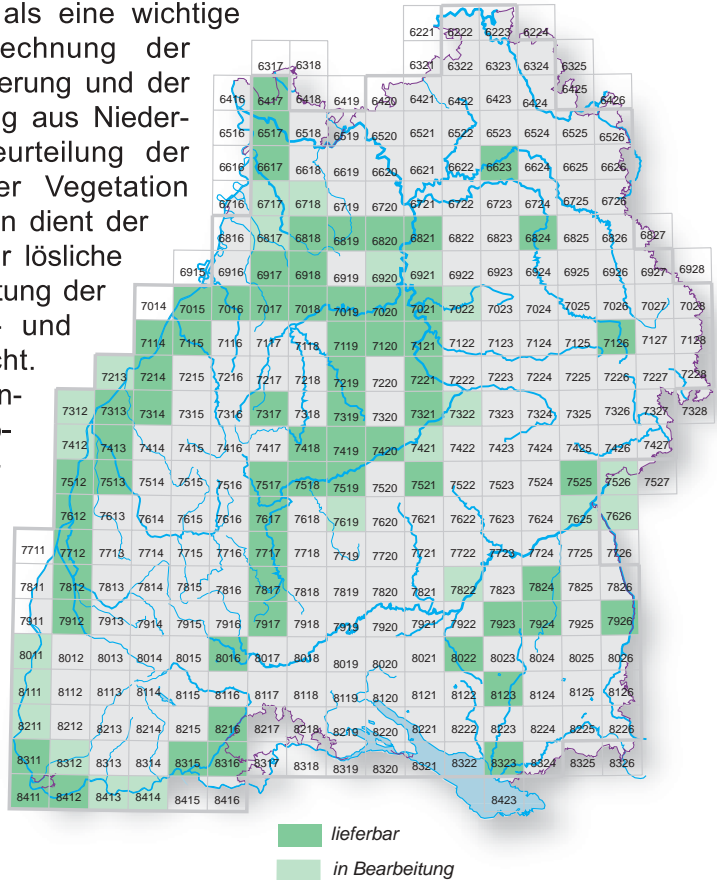 als eine wichtige
echnung der
erung und der
g aus Nieder-
eurteilung der
er Vegetation
n dient der
r lösliche
tung der
- und
cht.
n-
o-
6221 6222 6223 6224
6317 6318 6321 6322 6323 6324 6325
6416 6417 6418 6419 6420 6421 6422 6423 6424 6425 6426
6516 6517 6518 6519 6520 6521 6522 6523 6524 6525 6526
6616 6617 6618 6619 6620 6621 6622 6623 6624 6625 6626
6716 6717 6718 6719 6720 6721 6722 6723 6724 6725 6726
6816 6817 6818 6819 6820 6821 6822 6823 6824 6825 6826 6827
6915 6916 6917 6918 6919 6920 6921 6922 6923 6924 6925 6926 6927 6928
7014 7015 7016 7017 7018 7019 7020 7021 7022 7023 7024 7025 7026 7027 7028
7114 7115 7116 7117 7118 7119 7120 7121 7122 7123 7124 7125 7126 7127 7128
7213 7214 7215 7216 7217 7218 7219 7220 7221 7222 7223 7224 7225 7226 7227 7228
7312 7313 7314 7315 7316 7317 7318 7319 7320 7321 7322 7323 7324 7325 7326 7327 7328
7412 7413 7414 7415 7416 7417 7418 7419 7420 7421 7422 7423 7424 7425 7426 7427
7512 7513 7514 7515 7516 7517 7518 7519 7520 7521 7522 7523 7524 7525 7526 7527
7612 7613 7614 7615 7616 7617 7618 7619 7620 7621 7622 7623 7624 7625 7626
7711 7712 7713 7714 7715 7716 7717 7718 7719 7720 7721 7722 7723 7724 7725 7726
7811 7812 7813 7814 7815 7816 7817 7818 7819 7820 7821 7822 7823 7824 7825 7826
7911 7912 7913 7914 7915 7916 7917 7918 7919 7920 7921 7922 7923 7924 7925 7926
8011 8012 8013 8014 8015 8016 8017 8018 8019 8020 8021 8022 8023 8024 8025 8026
8111 8112 8113 8114 8115 8116 8117 8118 8119 8120 8121 8122 8123 8124 8125 8126
8211 8212 8213 8214 8215 8216 8217 8218 8219 8220 8221 8222 8223 8224 8225 8226
8311 8312 8313 8314 8315 8316 8317 8318 8319 8320 8321 8322 8323 8324 8325 8326
8411 8412 8413 8414 8415 8416 8423
lieferbar
in Bearbeitung